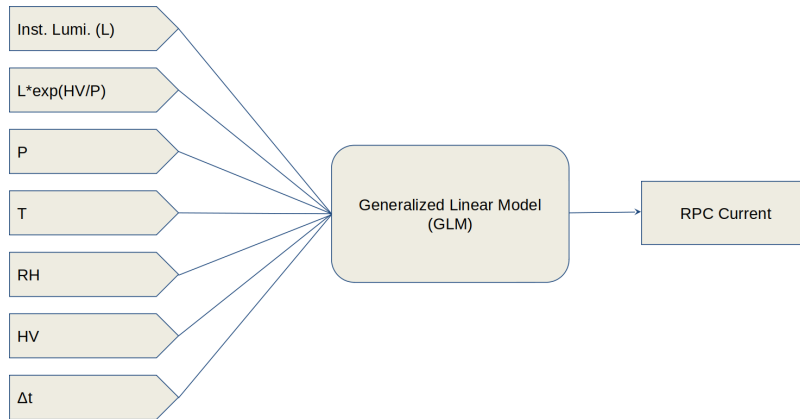 Inst. Lumi. (L)
L*exp(HV/P)
P
T
RH
HV
Δt
Generalized Linear Model
(GLM)
RPC Current